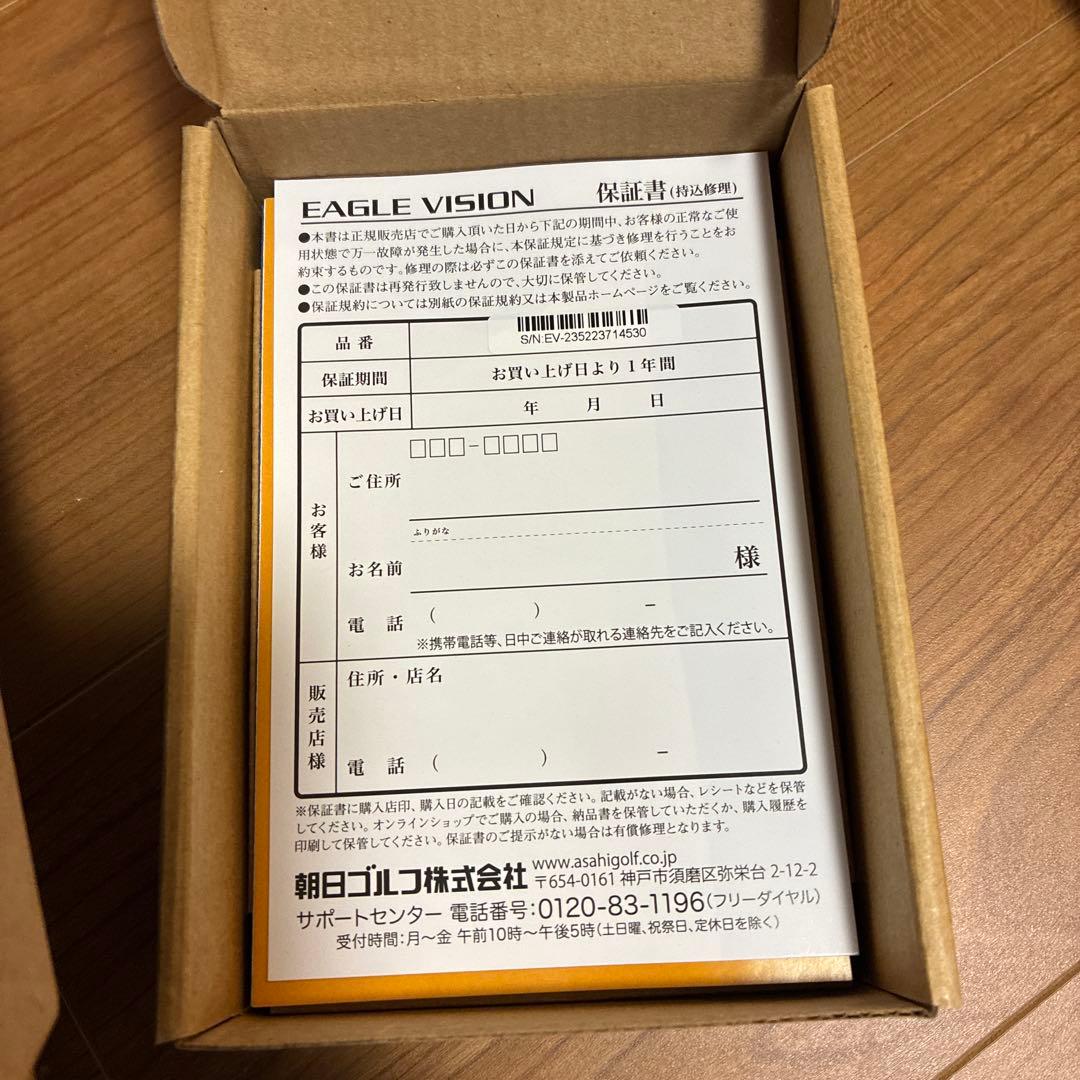 EAGLE VISION 保証書(持込修理)
●本書は正規販売店でご購入頂いた日から下記の期間中、お客様の正常なご使
用状態で万一故障が発生した場合に、本保証規定に基づき修理を行うことをお
約束するものです。修理の際は必ずこの保証書を添えてご依頼ください。
●この保証書は再発行致しませんので、大切に保管してください。
●保証規約については別紙の保証規約又は本製品ホームページをご覧ください。
品番
S/N:EV-235223714530
保証期間 お買い上げ日より1年間
お買い上げ日 年 月 日
お客様
□□□-□□□□
ご住所
ふりがな
お名前 様
電話 ( ) -
※携帯電話等、日中ご連絡が取れる連絡先をご記入ください。
販売店様
住所・店名
電話 ( ) -
※保証書に購入店印、購入日の記載をご確認ください。記載がない場合、レシートなどを保管
してください。オンラインショップでご購入の場合、納品書を保管していただくか、購入履歴を
印刷して保管してください。保証書のご提示がない場合は有償修理となります。
朝日ゴルフ株式会社 www.asahigolf.co.jp
〒654-0161 神戸市須磨区弥栄台 2-12-2
サポートセンター 電話番号:0120-83-1196(フリーダイヤル)
受付時間:月～金 午前10時～午後5時(土日曜、祝祭日、定休日を除く)